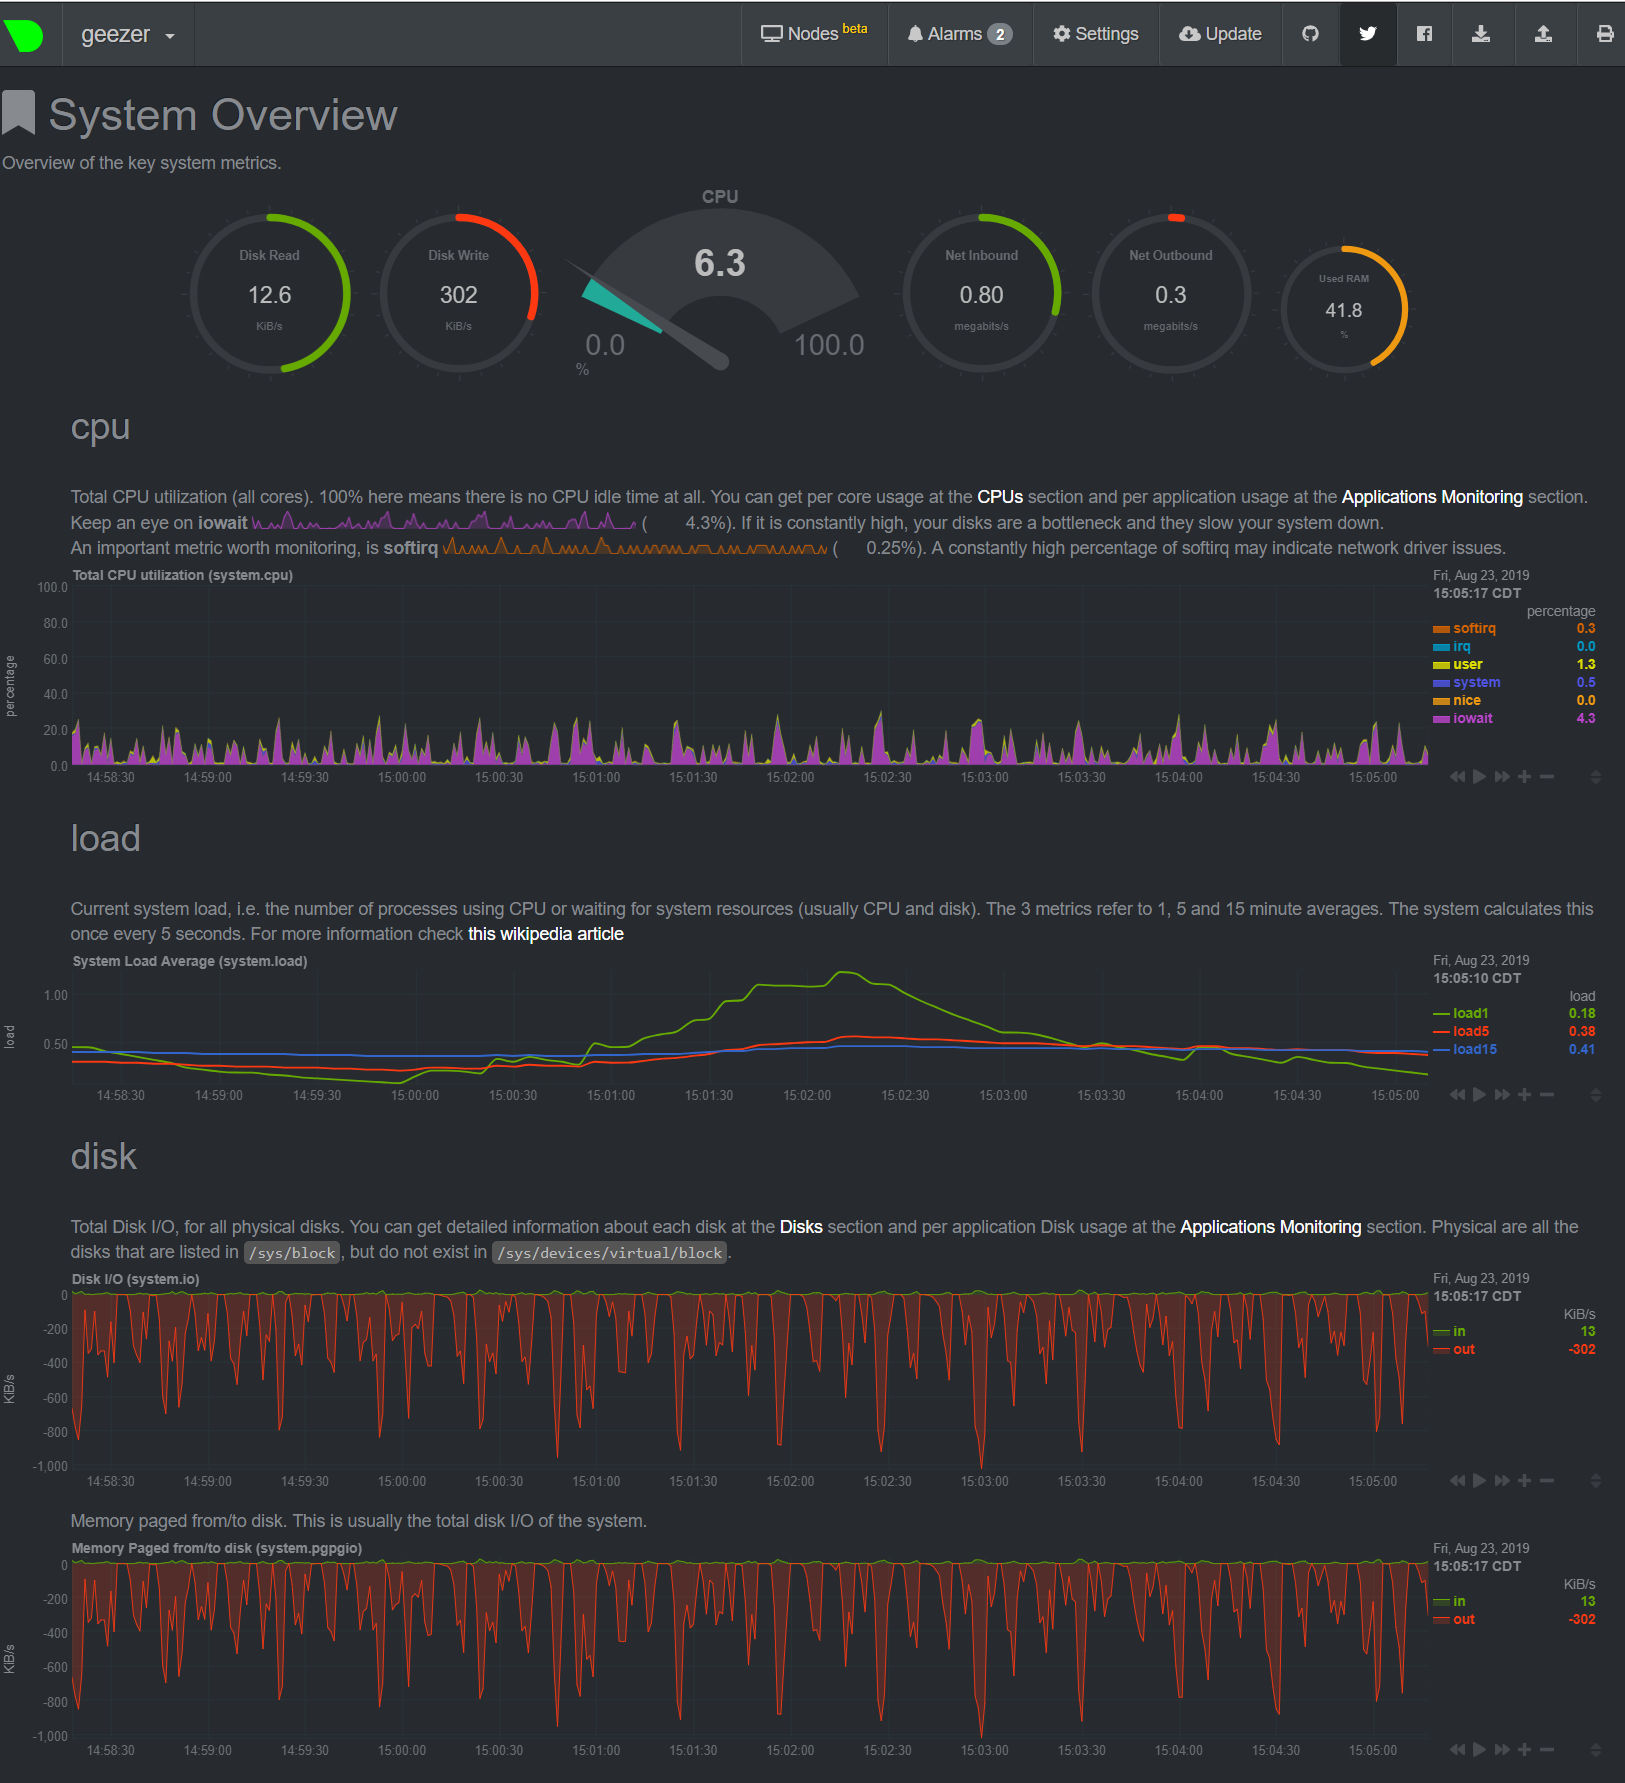 geezer
Nodes beta
Alarms 2
Settings
Update
System Overview
Overview of the key system metrics.
Disk Read
12.6
KiB/s
Disk Write
302
KiB/s
CPU
6.3
0.0
100.0
%
Net Inbound
0.80
megabits/s
Net Outbound
0.3
megabits/s
Used RAM
41.8
%
cpu
Total CPU utilization (all cores). 100% here means there is no CPU idle time at all. You can get per core usage at the CPUs section and per application usage at the Applications Monitoring section.
Keep an eye on iowait ( 4.3%). If it is constantly high, your disks are a bottleneck and they slow your system down.
An important metric worth monitoring, is softirq ( 0.25%). A constantly high percentage of softirq may indicate network driver issues.
Total CPU utilization (system.cpu)
percentage
100.0
80.0
60.0
40.0
20.0
0.0
14:58:30 14:59:00 14:59:30 15:00:00 15:00:30 15:01:00 15:01:30 15:02:00 15:02:30 15:03:00 15:03:30 15:04:00 15:04:30 15:05:00
Fri, Aug 23, 2019
15:05:17 CDT
percentage
softirq 0.3
irq 0.0
user 1.3
system 0.5
nice 0.0
iowait 4.3
load
Current system load, i.e. the number of processes using CPU or waiting for system resources (usually CPU and disk). The 3 metrics refer to 1, 5 and 15 minute averages. The system calculates this
once every 5 seconds. For more information check this wikipedia article
System Load Average (system.load)
load
1.00
0.50
14:58:30 14:59:00 14:59:30 15:00:00 15:00:30 15:01:00 15:01:30 15:02:00 15:02:30 15:03:00 15:03:30 15:04:00 15:04:30 15:05:00
Fri, Aug 23, 2019
15:05:10 CDT
load
load1 0.18
load5 0.38
load15 0.41
disk
Total Disk I/O, for all physical disks. You can get detailed information about each disk at the Disks section and per application Disk usage at the Applications Monitoring section. Physical are all the
disks that are listed in /sys/block, but do not exist in /sys/devices/virtual/block.
Disk I/O (system.io)
KiB/s
0
-200
-400
-600
-800
-1,000
14:58:30 14:59:00 14:59:30 15:00:00 15:00:30 15:01:00 15:01:30 15:02:00 15:02:30 15:03:00 15:03:30 15:04:00 15:04:30 15:05:00
Fri, Aug 23, 2019
15:05:17 CDT
KiB/s
in 13
out -302
Memory paged from/to disk. This is usually the total disk I/O of the system.
Memory Paged from/to disk (system.pgpgio)
KiB/s
0
-200
-400
-600
-800
-1,000
14:58:30 14:59:00 14:59:30 15:00:00 15:00:30 15:01:00 15:01:30 15:02:00 15:02:30 15:03:00 15:03:30 15:04:00 15:04:30 15:05:00
Fri, Aug 23, 2019
15:05:17 CDT
KiB/s
in 13
out -302